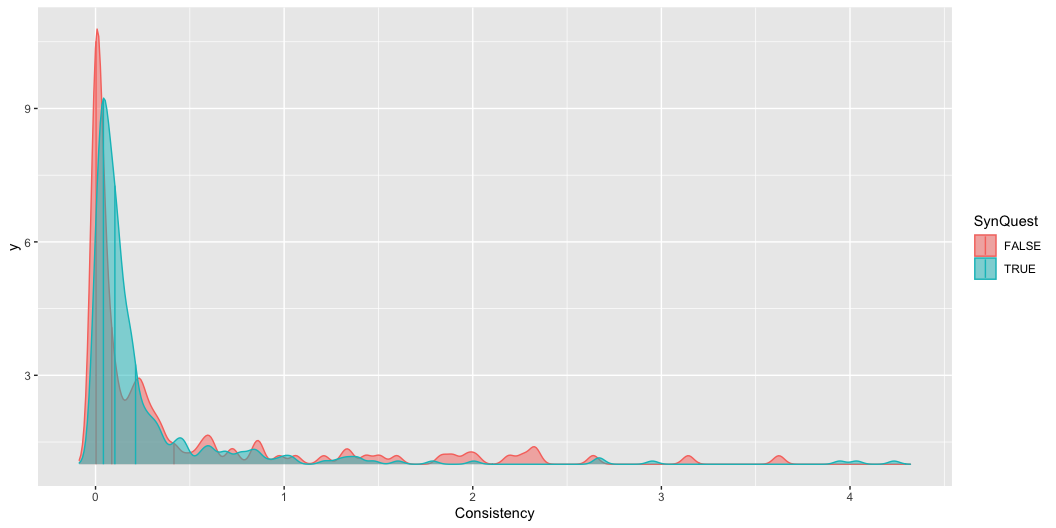 9
6
3
y
0 1 2 3 4
Consistency
SynQuest
FALSE
TRUE